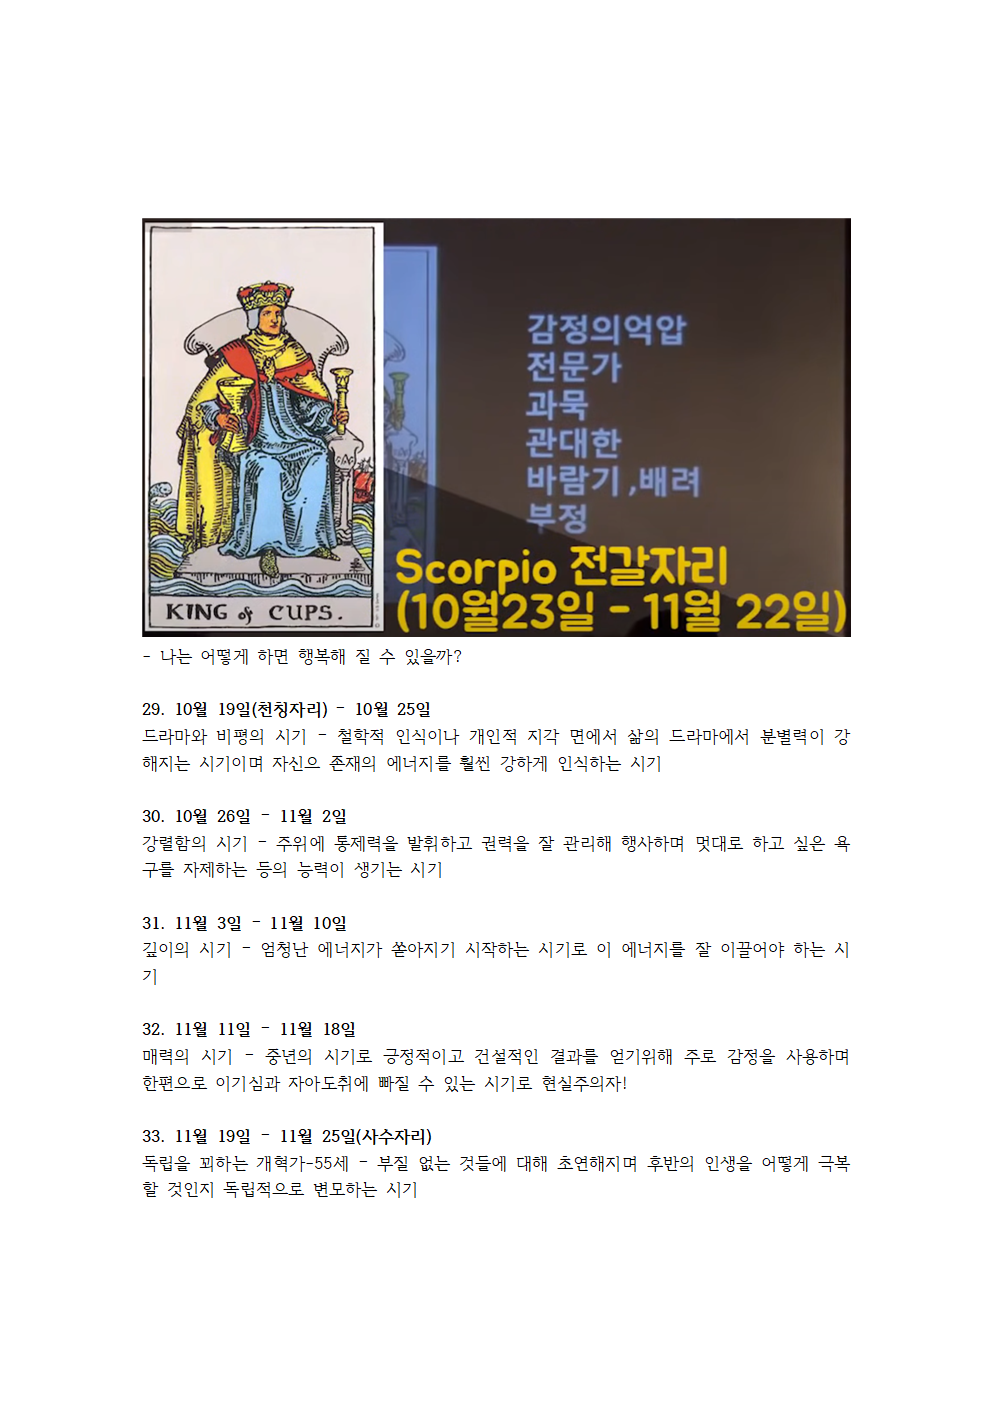 감정의억압
전문가
과묵
관대한
바람기 ,배려
부정
Scorpio 전갈자리
(10월23일 - 11월 22일)
KING of CUPS.
- 나는 어떻게 하면 행복해 질 수 있을까?
29. 10월 19일(천칭자리) - 10월 25일
드라마와 비평의 시기 - 철학적 인식이나 개인적 지각 면에서 삶의 드라마에서 분별력이 강
해지는 시기이며 자신으 존재의 에너지를 훨씬 강하게 인식하는 시기
30. 10월 26일 - 11월 2일
강렬함의 시기 - 주위에 통제력을 발휘하고 권력을 잘 관리해 행사하며 멋대로 하고 싶은 욕
구를 자제하는 등의 능력이 생기는 시기
31. 11월 3일 - 11월 10일
깊이의 시기 - 엄청난 에너지가 쏟아지기 시작하는 시기로 이 에너지를 잘 이끌어야 하는 시
기
32. 11월 11일 - 11월 18일
매력의 시기 - 중년의 시기로 긍정적이고 건설적인 결과를 얻기위해 주로 감정을 사용하며
한편으로 이기심과 자아도취에 빠질 수 있는 시기로 현실주의자!
33. 11월 19일 - 11월 25일(사수자리)
독립을 꾀하는 개혁가-55세 - 부질 없는 것들에 대해 초연해지며 후반의 인생을 어떻게 극복
할 것인지 독립적으로 변모하는 시기